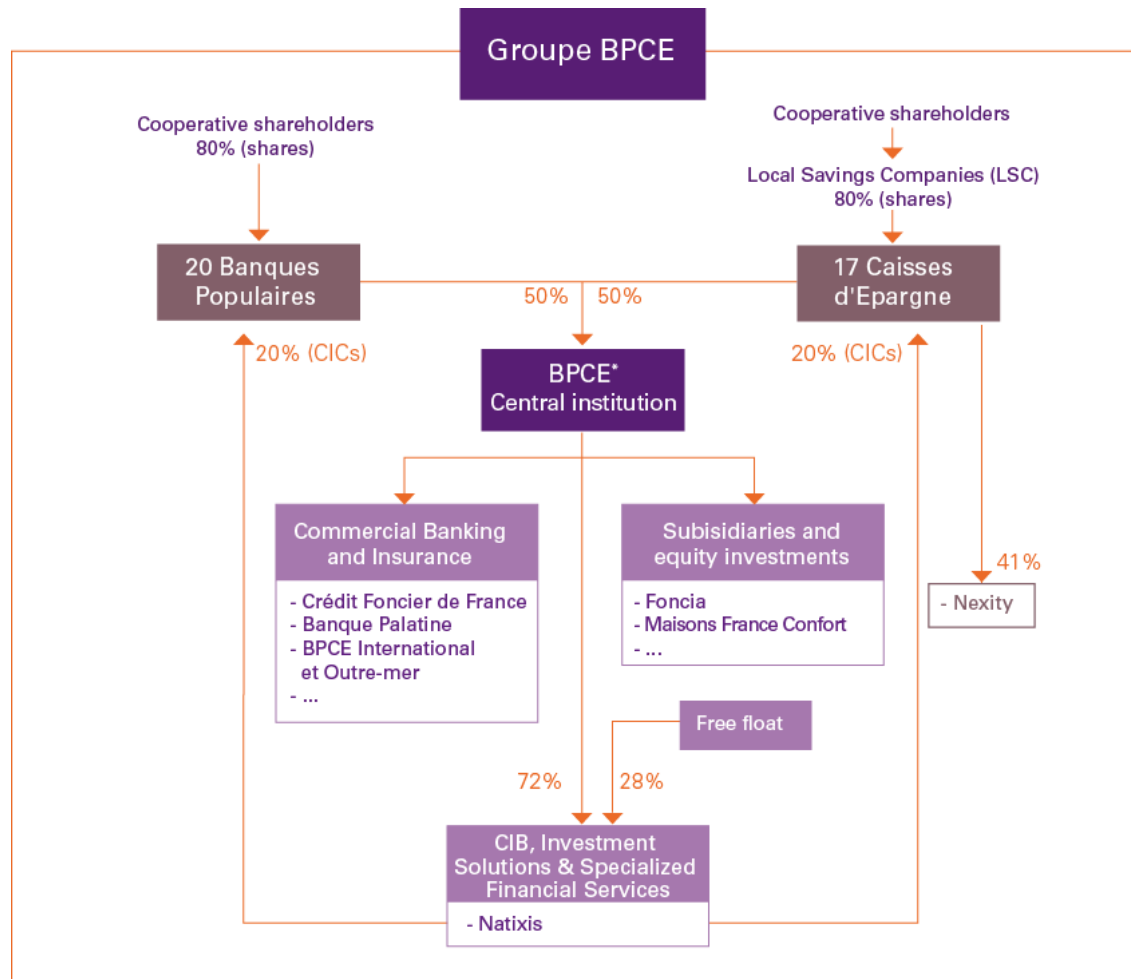 Groupe BPCE
Cooperative shareholders
80% (shares)
Cooperative shareholders
Local Savings Companies (LSC)
80% (shares)
20 Banques
Populaires
17 Caisses
d'Epargne
50%
50%
20% (CICs)
20% (CICs)
BPCE*
Central institution
Commercial Banking
and Insurance
- Crédit Foncier de France
- Banque Palatine
- BPCE International
et Outre-mer
- ...
Subisidiaries and
equity investments
- Foncia
- Maisons France Confort
- ...
41%
- Nexity
Free float
72%
28%
CIB, Investment
Solutions & Specialized
Financial Services
- Natixis